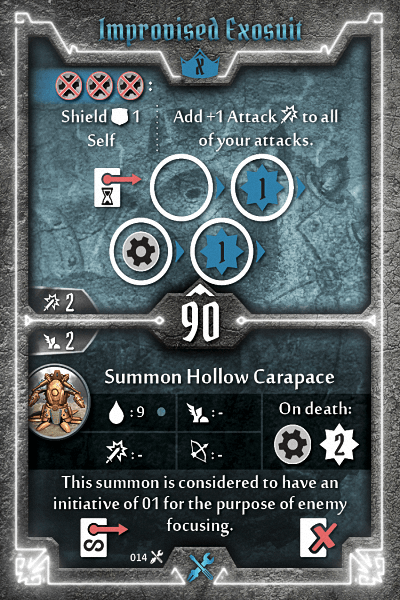 Improvised Exosuit
X
:
Shield 1
Self
Add +1 Attack to all
of your attacks.
1
1
2
90
2
Summon Hollow Carapace
: 9
: -
On death:
: -
: -
2
This summon is considered to have an
initiative of 01 for the purpose of enemy
focusing.
014